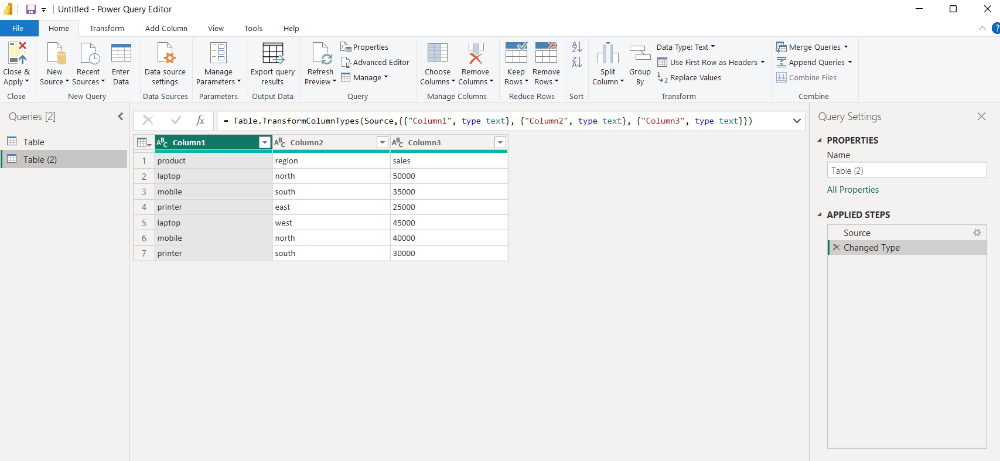 Untitled - Power Query Editor
File Home Transform Add Column View Tools Help
?
Close & Apply
Close
New Source
Recent Sources
Enter Data
New Query
Data source settings
Data Sources
Manage Parameters
Parameters
Export query results
Output Data
Refresh Preview
Properties
Advanced Editor
Manage
Query
Choose Columns
Remove Columns
Manage Columns
Keep Rows
Remove Rows
Reduce Rows
A Z
Z A
Sort
Split Column
Group By
Data Type: Text
Use First Row as Headers
1 2 Replace Values
Transform
Merge Queries
Append Queries
Combine Files
Combine
Queries [2]
Table
Table (2)
fx
= Table.TransformColumnTypes(Source,{{"Column1", type text}, {"Column2", type text}, {"Column3", type text}})
ABC Column1 ABC Column2 ABC Column3
1 product region sales
2 laptop north 50000
3 mobile south 35000
4 printer east 25000
5 laptop west 45000
6 mobile north 40000
7 printer south 30000
Query Settings
PROPERTIES
Name
Table (2)
All Properties
APPLIED STEPS
Source
Changed Type